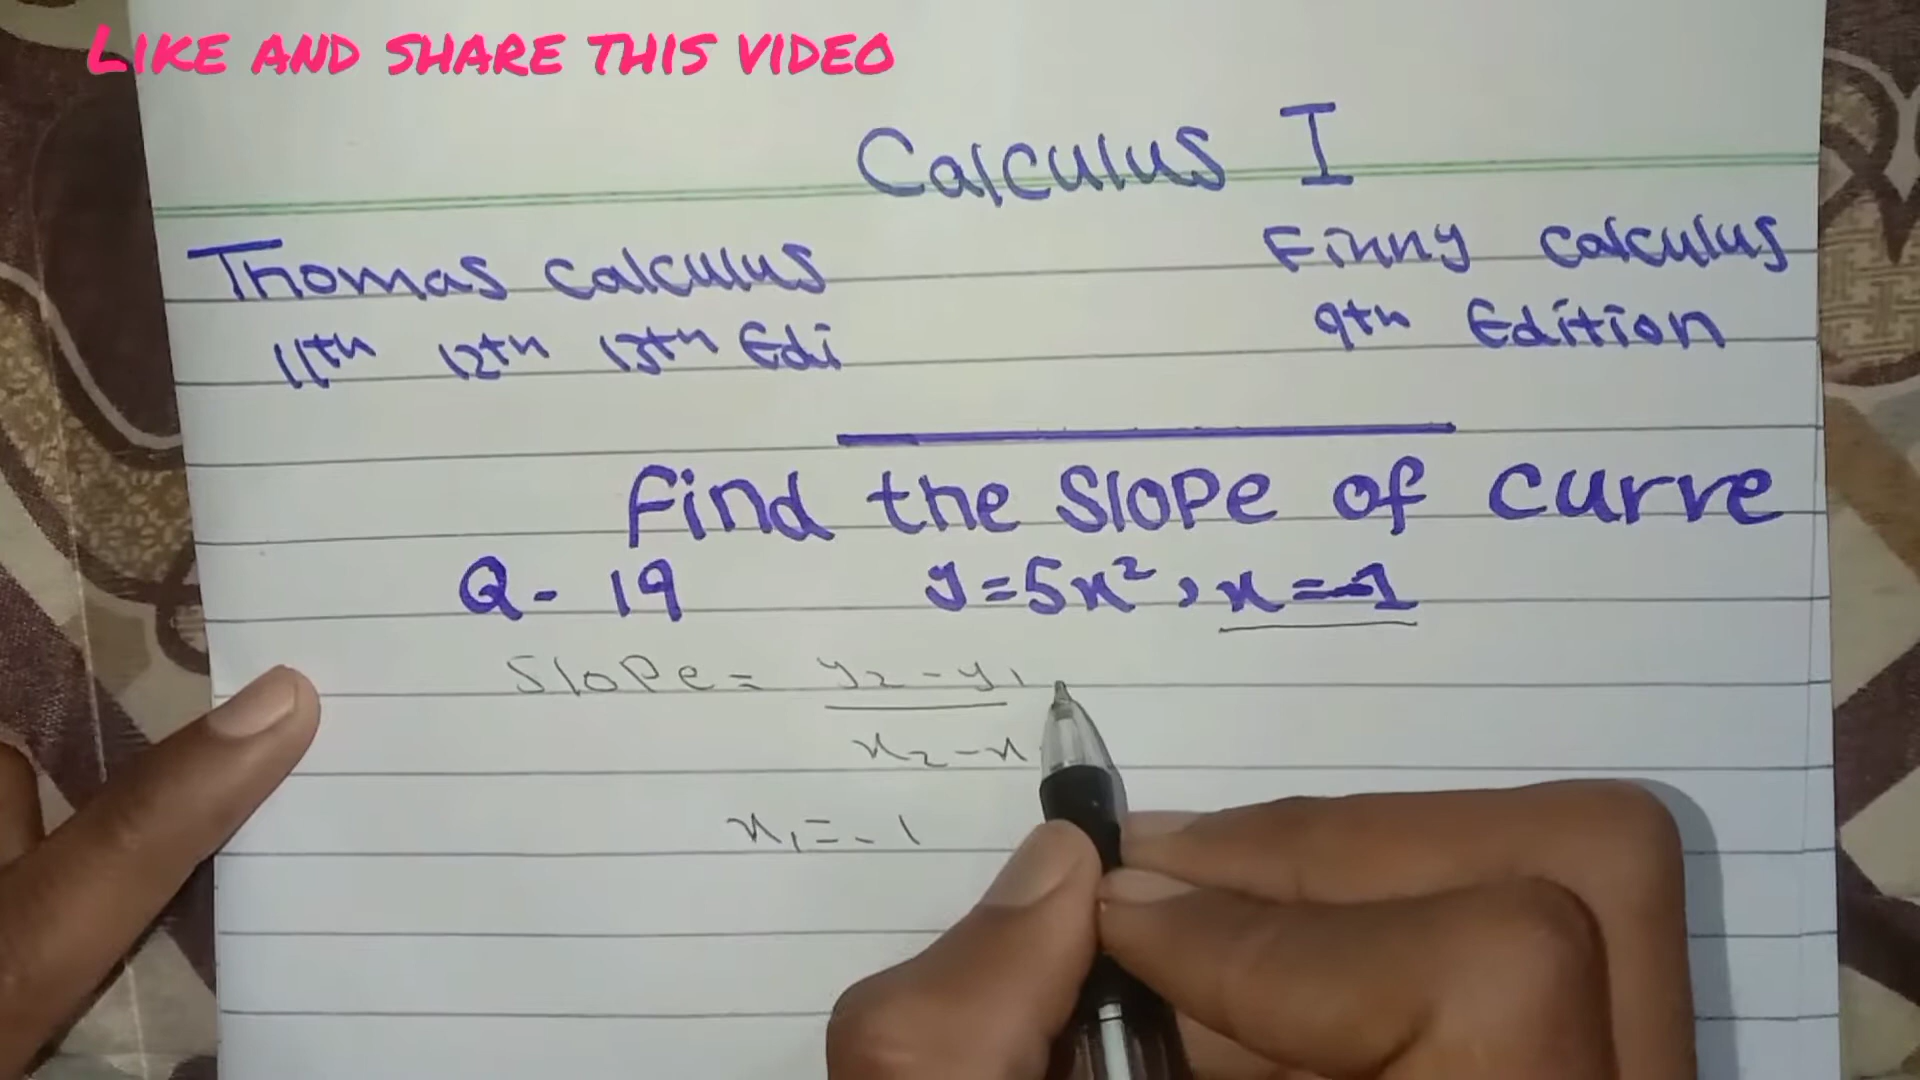 LIKE AND SHARE THIS VIDEO
Calculus I
Thomas calculus
11th 12th 13th Edi
Finny calculus
9th Edition
Find the slope of curve
Q- 19 y=5x², x=-1
Slope = y₂-y₁
x₂-x
x₁=-1